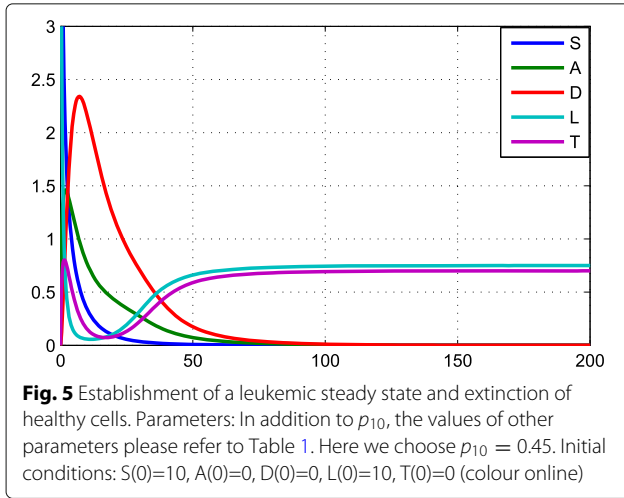 3
2.5
2
1.5
1
0.5
0
0 50 100 150 200
S
A
D
L
T
Fig. 5 Establishment of a leukemic steady state and extinction of
healthy cells. Parameters: In addition to p10, the values of other
parameters please refer to Table 1. Here we choose p10 = 0.45. Initial
conditions: S(0)=10, A(0)=0, D(0)=0, L(0)=10, T(0)=0 (colour online)